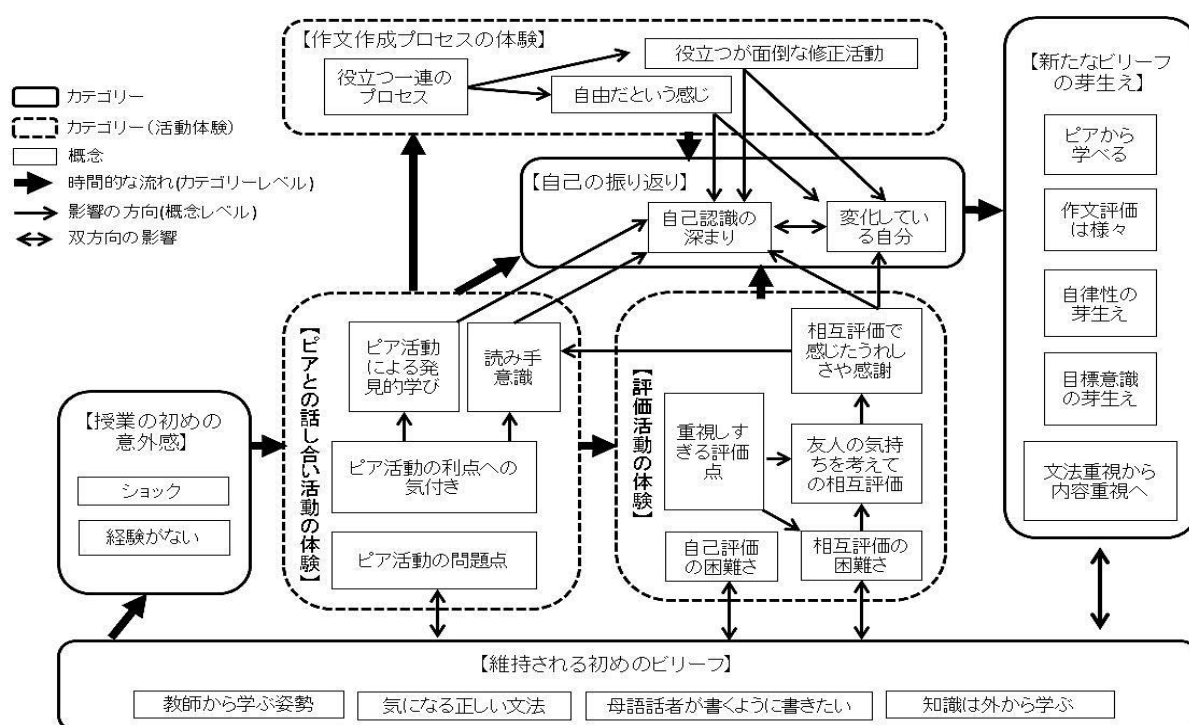 カテゴリー
カテゴリー(活動体験)
概念
時間的な流れ(カテゴリーレベル)
影響の方向(概念レベル)
双方向の影響
【作文作成プロセスの体験】
役立つ一連の
プロセス
役立つが面倒な修正活動
自由だという感じ
【自己の振り返り】
自己認識の
深まり
変化してい
る自分
【新たなビリーフ
の芽生え】
ピアから
学べる
作文評価
は様々
自律性の
芽生え
目標意識
の芽生え
文法重視から
内容重視へ
【授業の初めの
意外感】
ショック
経験がない
【ピアとの話し合い活動の体験】
ピア活動
による発
見的学び
読み手
意識
ピア活動の利点への
気付き
ピア活動の問題点
【評価活動の体験】
相互評価で
感じたうれし
さや感謝
重視しす
ぎる評価
点
友人の気持
ちを考えて
の相互評価
自己評価
の困難さ
相互評価の
困難さ
【維持される初めのビリーフ】
教師から学ぶ姿勢
気になる正しい文法
母語話者が書くように書きたい
知識は外から学ぶ